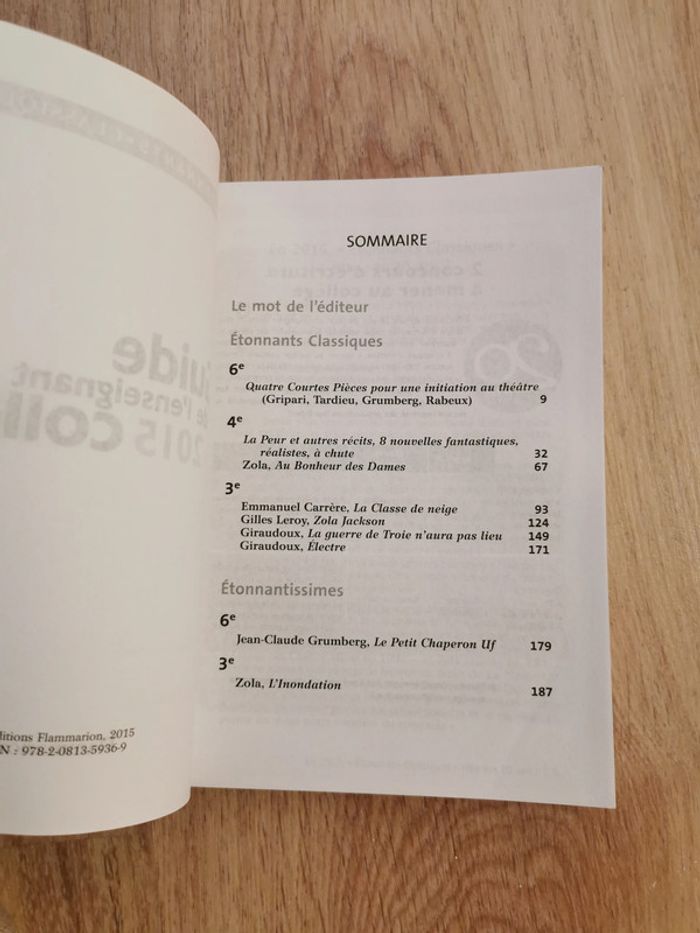 ditions Flammarion, 2015
N : 978-2-0813-5936-9
SOMMAIRE
Le mot de l'éditeur
Étonnants Classiques
6e
Quatre Courtes Pièces pour une initiation au théâtre
(Gripari, Tardieu, Grumberg, Rabeux) 9
4e
La Peur et autres récits, 8 nouvelles fantastiques,
réalistes, à chute 32
Zola, Au Bonheur des Dames 67
3e
Emmanuel Carrère, La Classe de neige 93
Gilles Leroy, Zola Jackson 124
Giraudoux, La guerre de Troie n'aura pas lieu 149
Giraudoux, Électre 171
Étonnantissimes
6e
Jean-Claude Grumberg, Le Petit Chaperon Uf 179
3e
Zola, L'Inondation 187